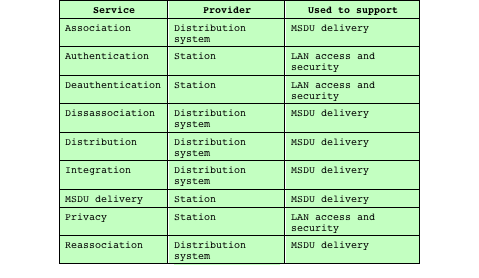 Service Provider Used to support
Association Distribution system MSDU delivery
Authentication Station LAN access and security
Deauthentication Station LAN access and security
Dissassociation Distribution system MSDU delivery
Distribution Distribution system MSDU delivery
Integration Distribution system MSDU delivery
MSDU delivery Station MSDU delivery
Privacy Station LAN access and security
Reassociation Distribution system MSDU delivery